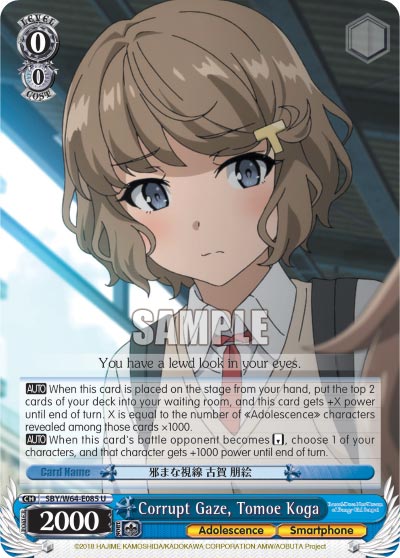 LEVEL
0
0
COST
SAMPLE
You have a lewd look in your eyes.
AUTO When this card is placed on the stage from your hand, put the top 2
cards of your deck into your waiting room, and this card gets +X power
until end of turn. X is equal to the number of «Adolescence» characters
revealed among those cards ×1000.
AUTO When this card's battle opponent becomes [ ], choose 1 of your
characters, and that character gets +1000 power until end of turn.
Card Name 邪まな視線 古賀 朋絵
CH SBY/W64-E085 U
POWER 2000
Corrupt Gaze, Tomoe Koga
Adolescence Smartphone
©2018 HAJIME KAMOSHIDA/KADOKAWA CORPORATION AMW/AOBUTA Project